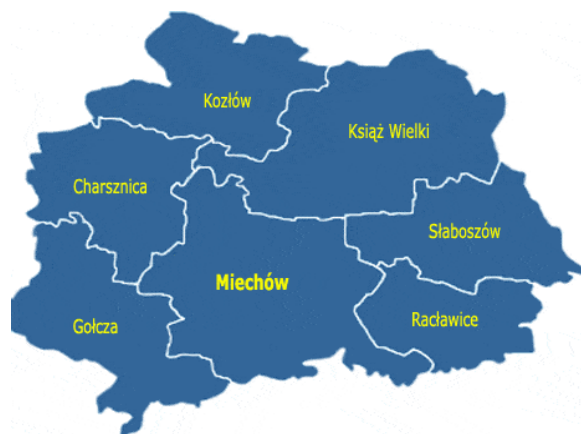 Kozłów
Książ Wielki
Charsznica
Słaboszów
Miechów
Racławice
Gołcza